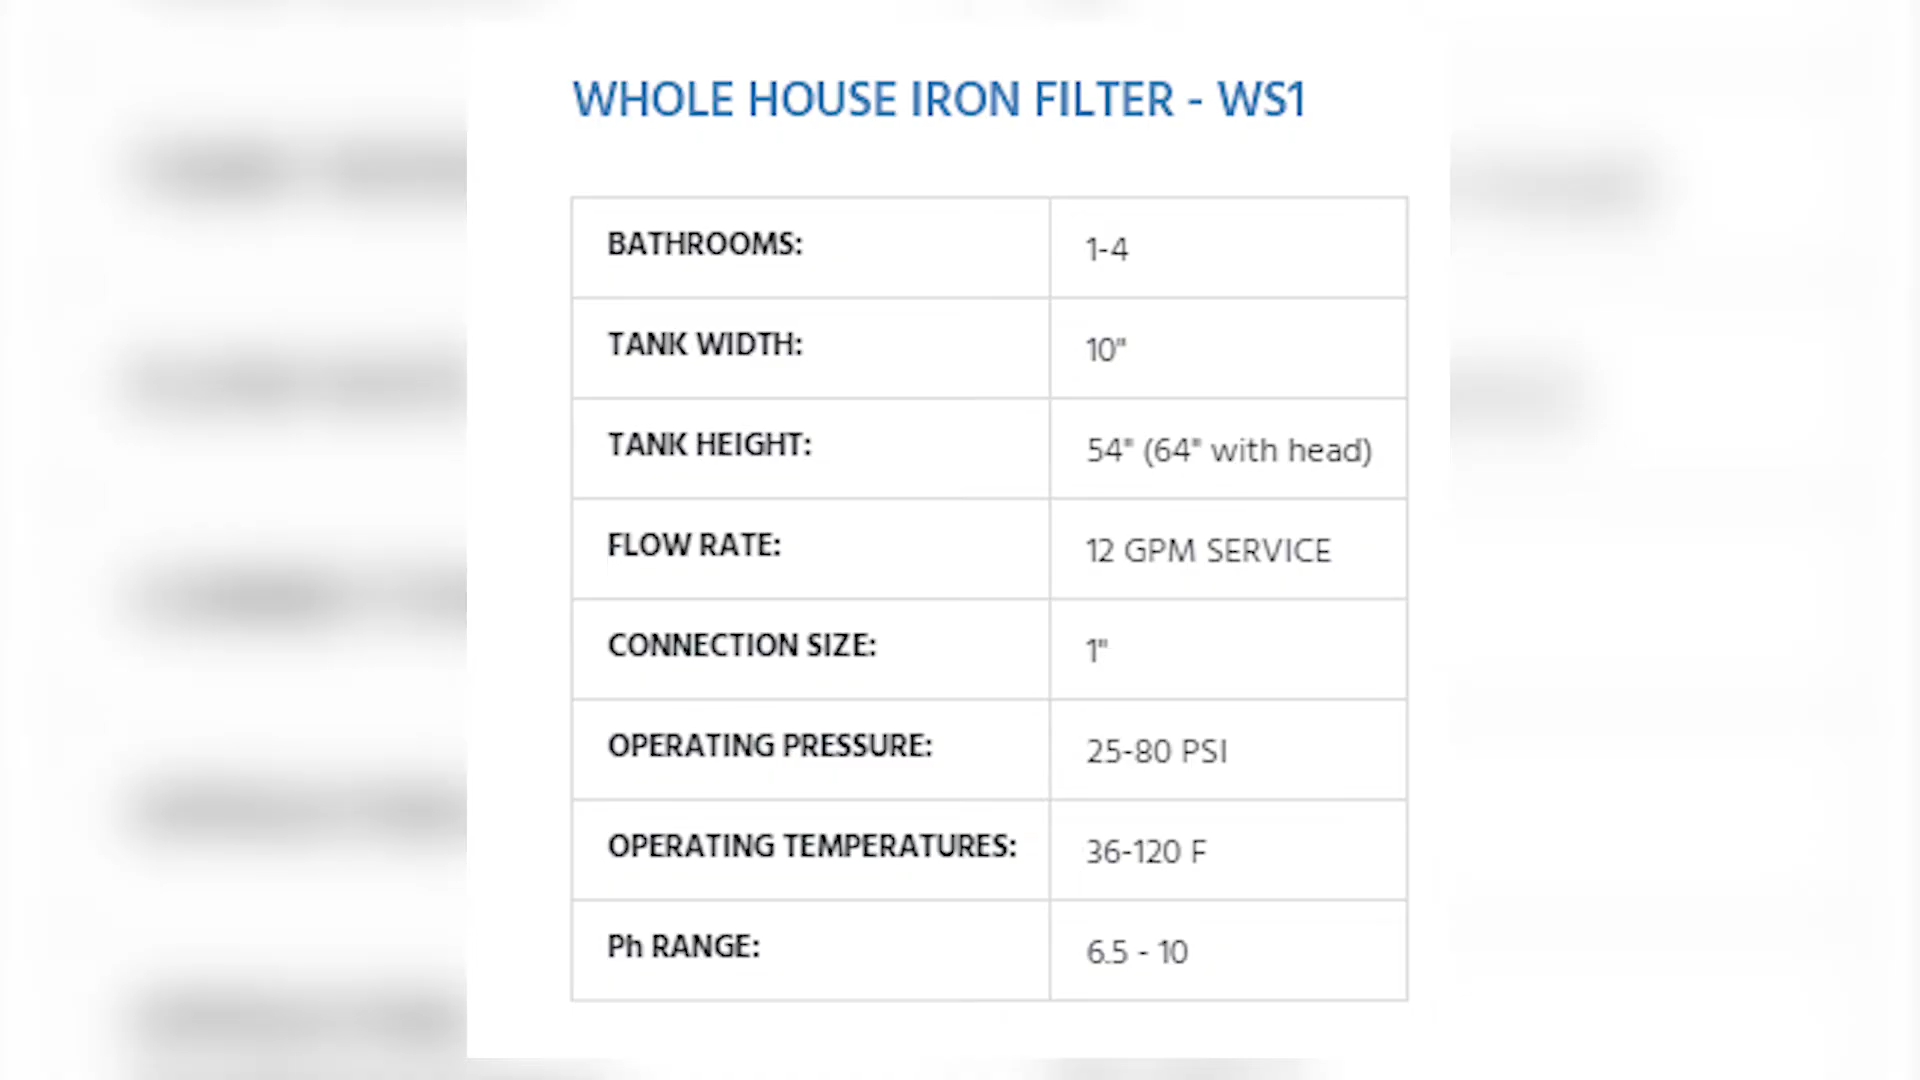 WHOLE HOUSE IRON FILTER - WS1
BATHROOMS: 1-4
TANK WIDTH: 10"
TANK HEIGHT: 54" (64" with head)
FLOW RATE: 12 GPM SERVICE
CONNECTION SIZE: 1"
OPERATING PRESSURE: 25-80 PSI
OPERATING TEMPERATURES: 36-120 F
Ph RANGE: 6.5 - 10